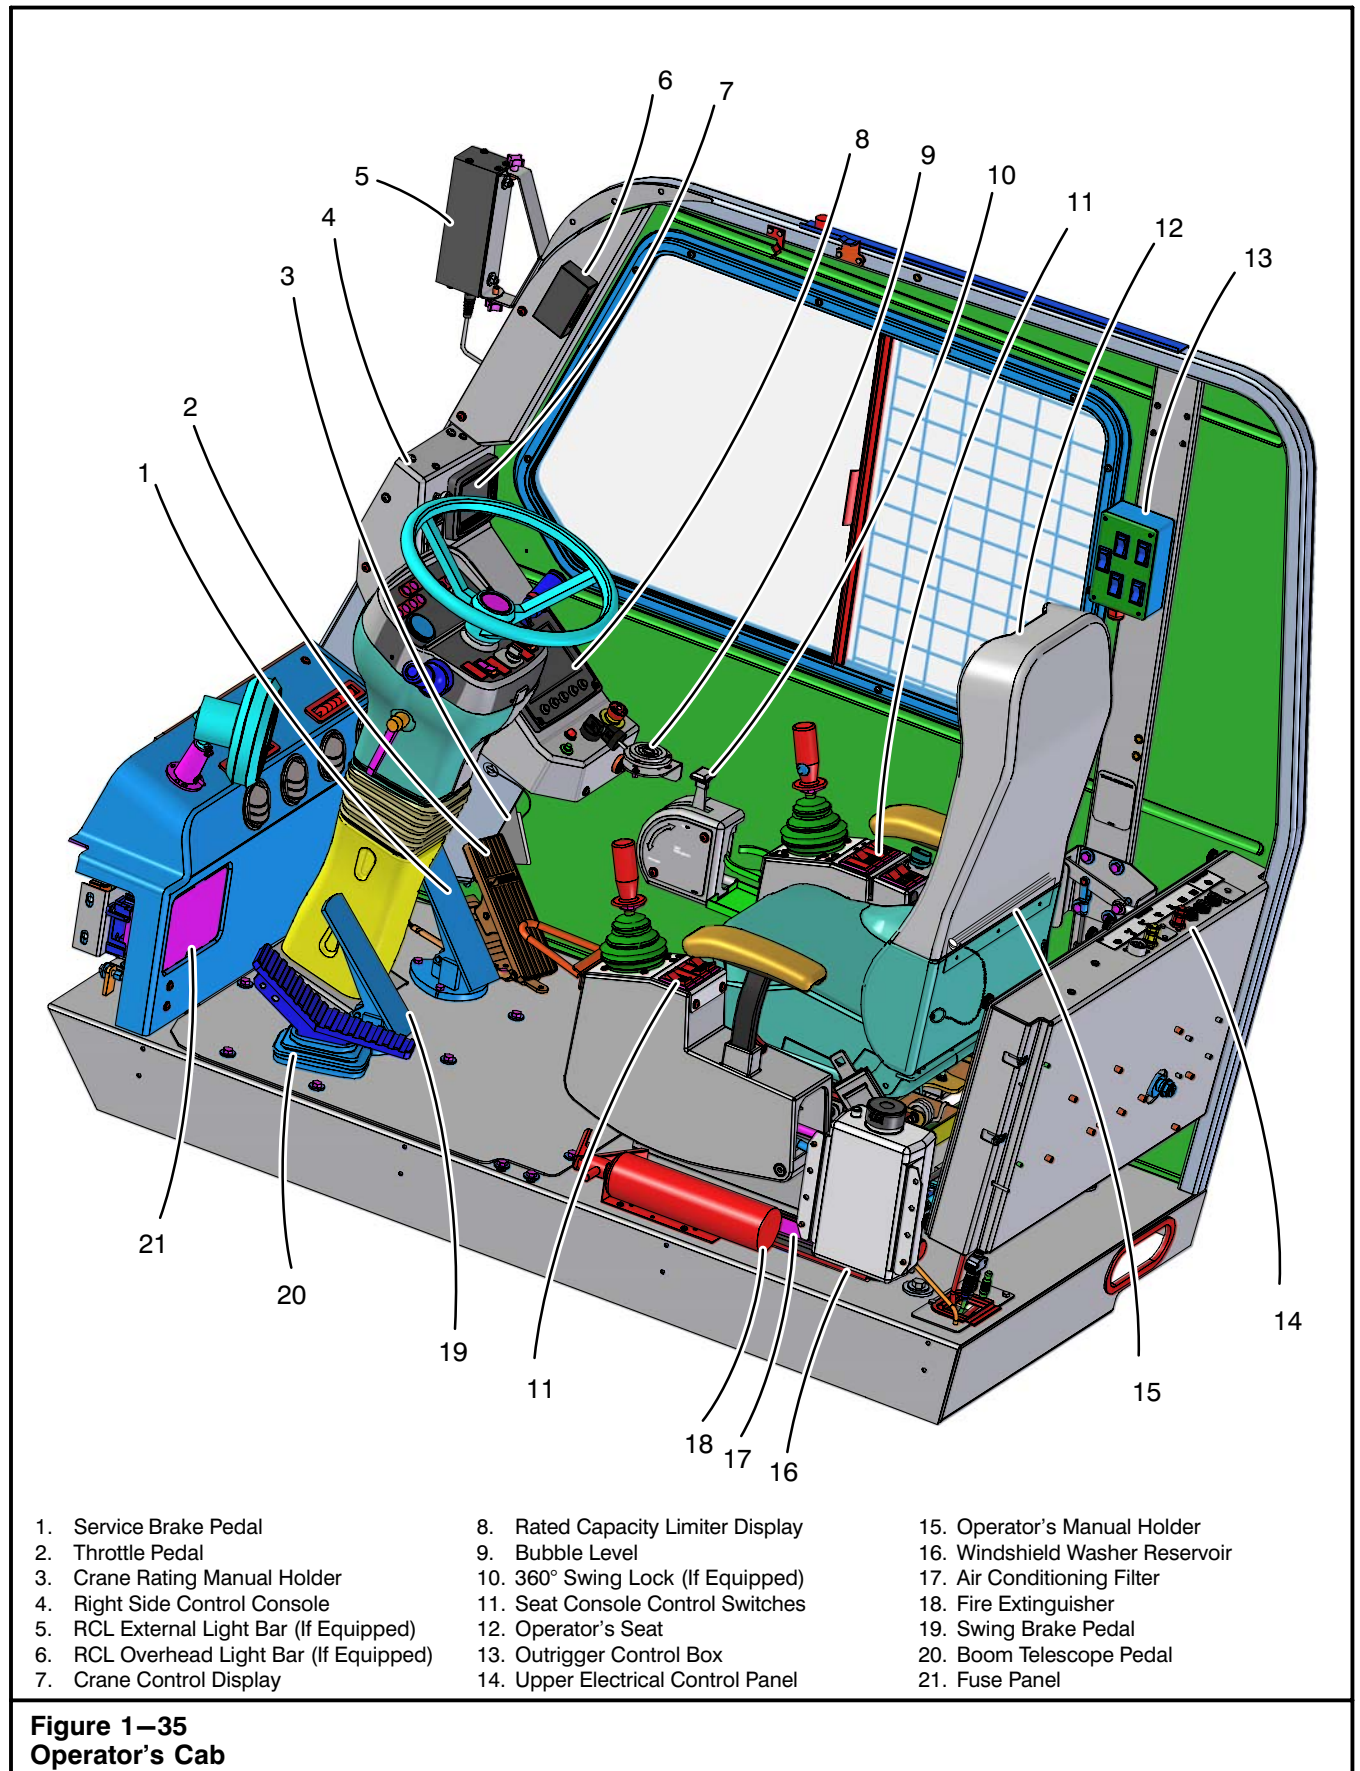 6
7
8
9
10
11
12
13
5
4
3
2
1
21
20
19
11
18
17
16
15
14
1. Service Brake Pedal
2. Throttle Pedal
3. Crane Rating Manual Holder
4. Right Side Control Console
5. RCL External Light Bar (If Equipped)
6. RCL Overhead Light Bar (If Equipped)
7. Crane Control Display
8. Rated Capacity Limiter Display
9. Bubble Level
10. 360° Swing Lock (If Equipped)
11. Seat Console Control Switches
12. Operator's Seat
13. Outrigger Control Box
14. Upper Electrical Control Panel
15. Operator's Manual Holder
16. Windshield Washer Reservoir
17. Air Conditioning Filter
18. Fire Extinguisher
19. Swing Brake Pedal
20. Boom Telescope Pedal
21. Fuse Panel
Figure 1–35
Operator's Cab